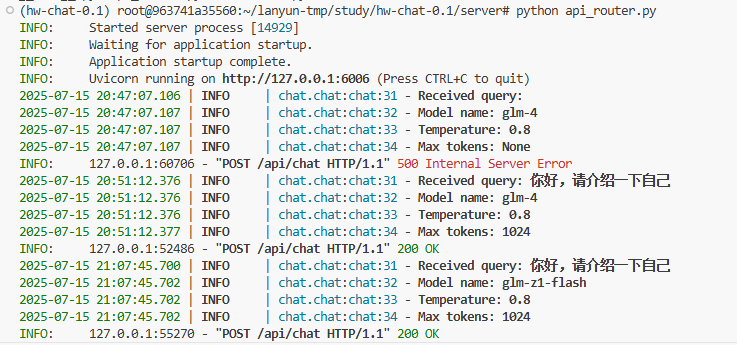 (hw-chat-0.1) root@963741a35560:~/lanyun-tmp/study/hw-chat-0.1/server# python api_router.py
INFO:     Started server process [14929]
INFO:     Waiting for application startup.
INFO:     Application startup complete.
INFO:     Uvicorn running on http://127.0.0.1:6006 (Press CTRL+C to quit)
2025-07-15 20:47:07.106 | INFO     | chat.chat:chat:31 - Received query:
2025-07-15 20:47:07.107 | INFO     | chat.chat:chat:32 - Model name: glm-4
2025-07-15 20:47:07.107 | INFO     | chat.chat:chat:33 - Temperature: 0.8
2025-07-15 20:47:07.107 | INFO     | chat.chat:chat:34 - Max tokens: None
INFO:     127.0.0.1:60706 - "POST /api/chat HTTP/1.1" 500 Internal Server Error
2025-07-15 20:51:12.376 | INFO     | chat.chat:chat:31 - Received query: 你好，请介绍一下自己
2025-07-15 20:51:12.376 | INFO     | chat.chat:chat:32 - Model name: glm-4
2025-07-15 20:51:12.376 | INFO     | chat.chat:chat:33 - Temperature: 0.8
2025-07-15 20:51:12.377 | INFO     | chat.chat:chat:34 - Max tokens: 1024
INFO:     127.0.0.1:52486 - "POST /api/chat HTTP/1.1" 200 OK
2025-07-15 21:07:45.700 | INFO     | chat.chat:chat:31 - Received query: 你好，请介绍一下自己
2025-07-15 21:07:45.702 | INFO     | chat.chat:chat:32 - Model name: glm-z1-flash
2025-07-15 21:07:45.702 | INFO     | chat.chat:chat:33 - Temperature: 0.8
2025-07-15 21:07:45.702 | INFO     | chat.chat:chat:34 - Max tokens: 1024
INFO:     127.0.0.1:55270 - "POST /api/chat HTTP/1.1" 200 OK